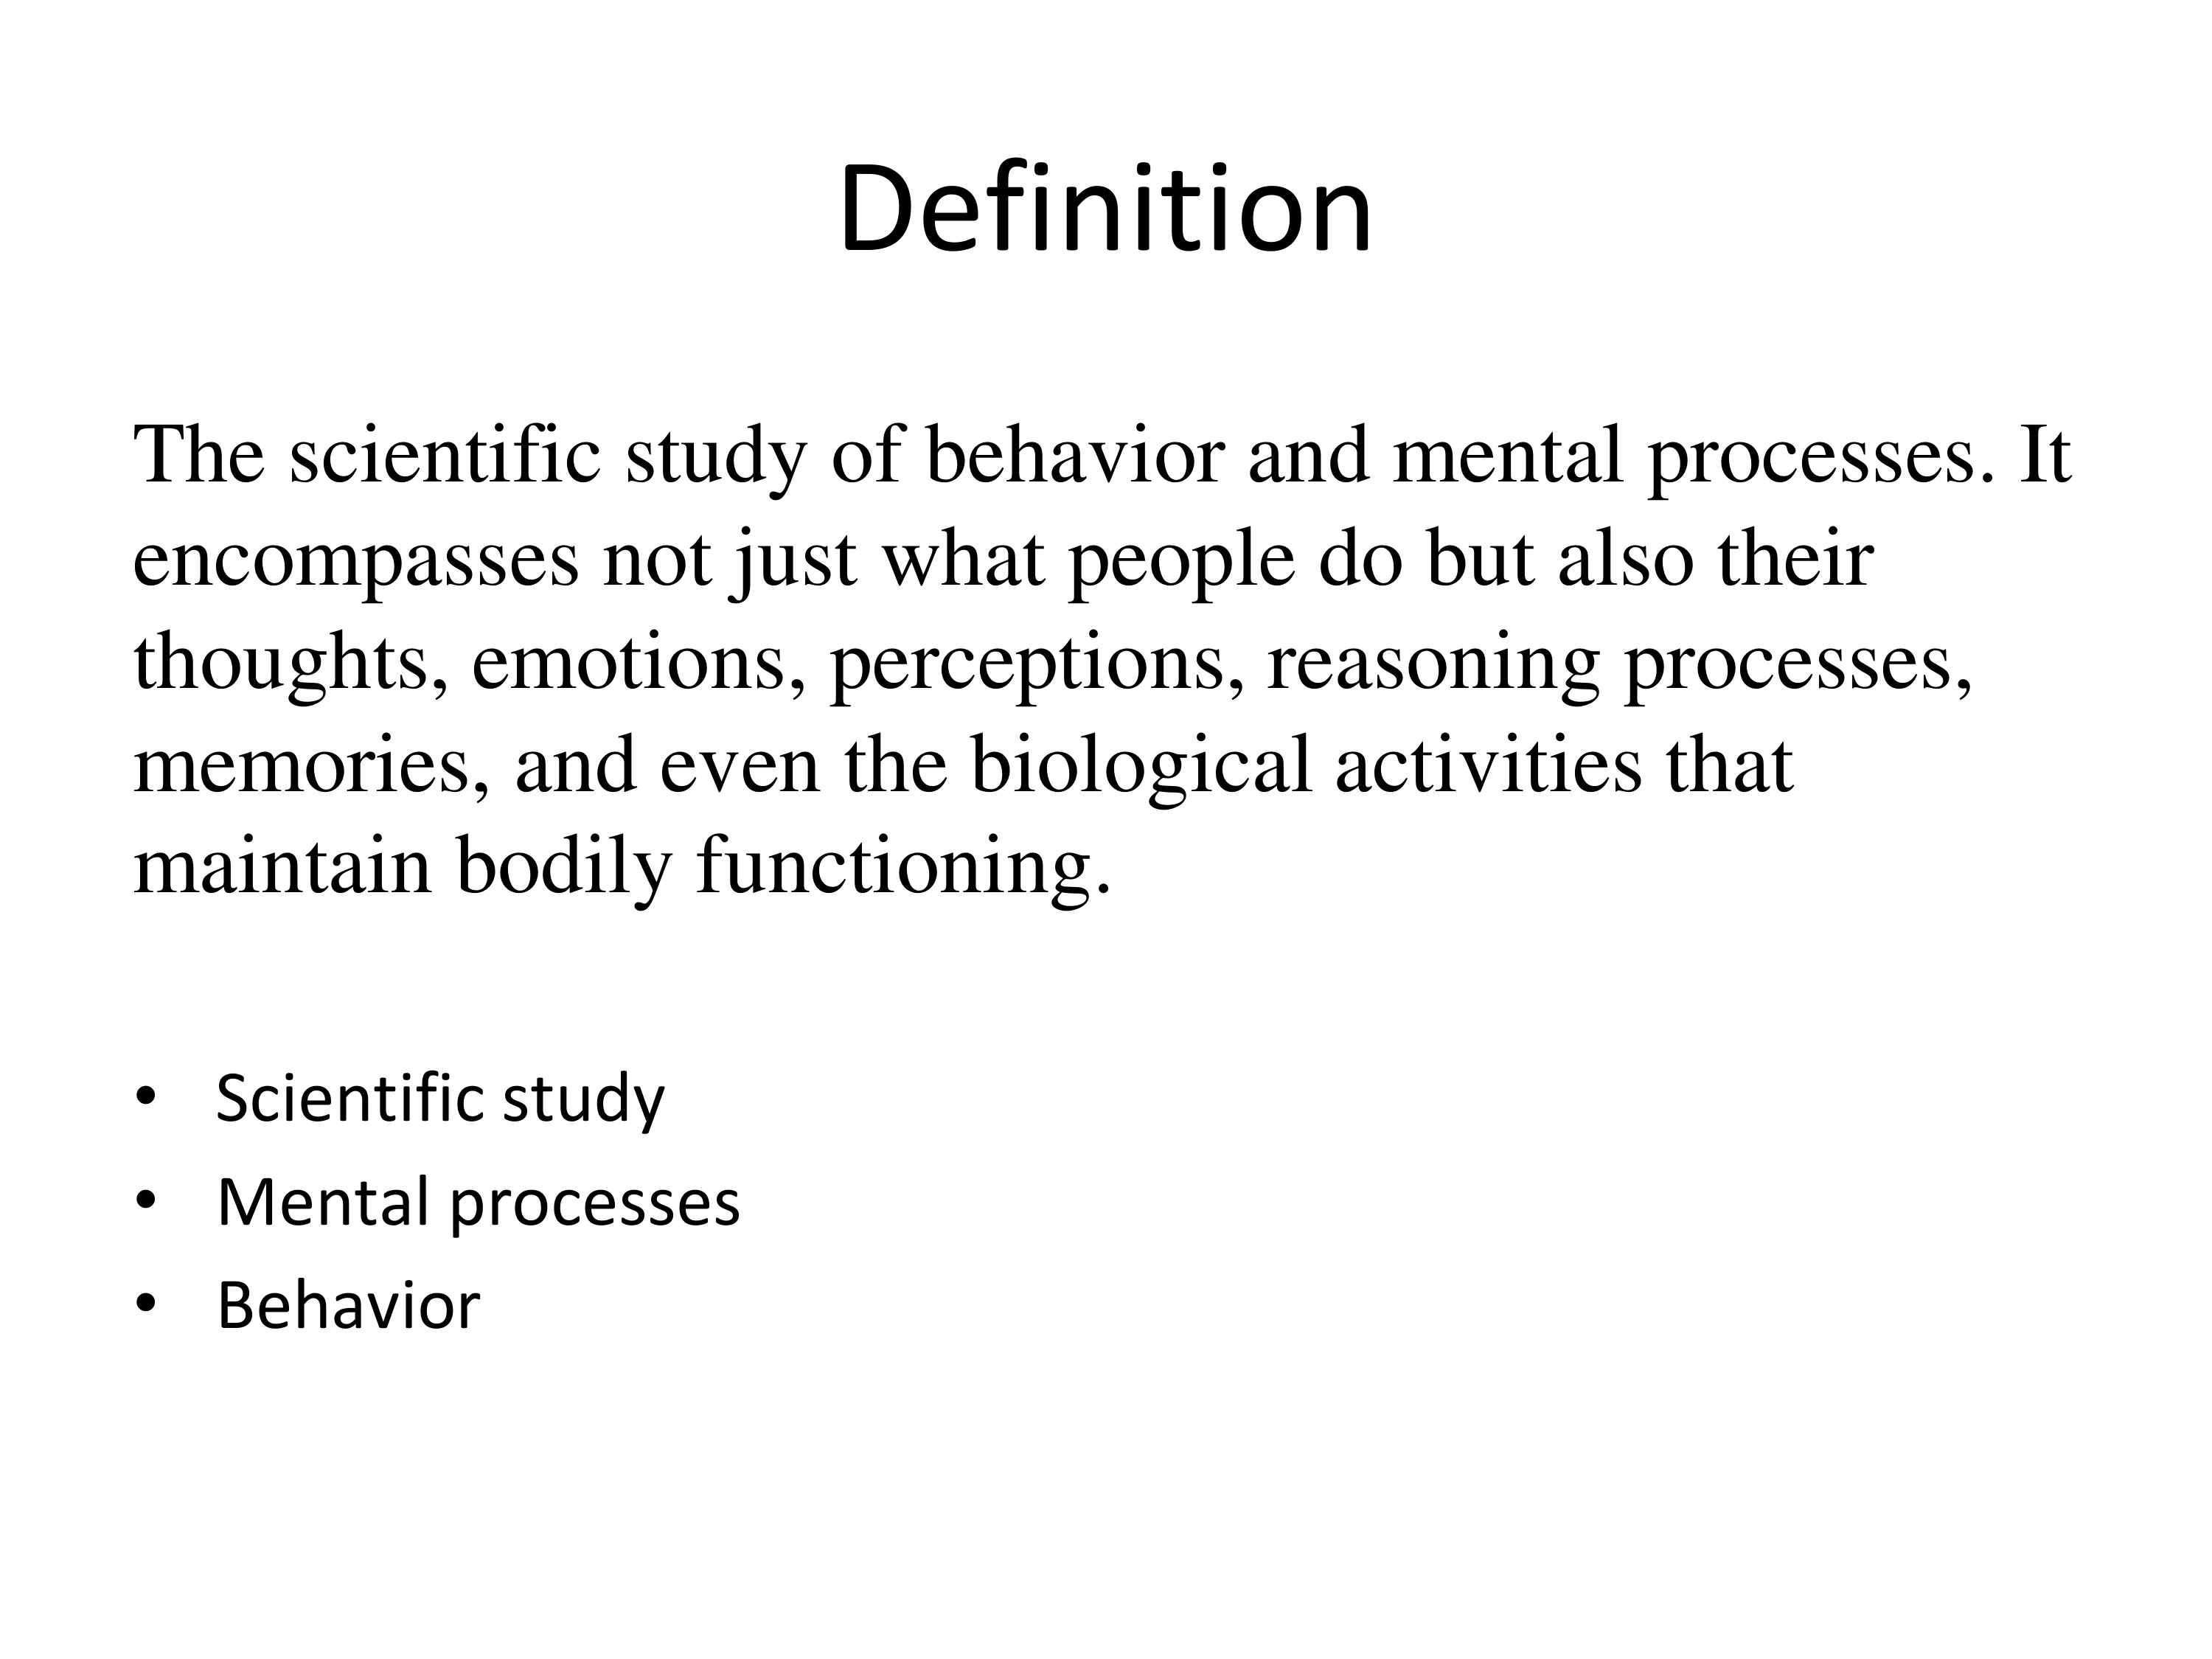 Definition
The scientific study of behavior and mental processes. It
encompasses not just what people do but also their
thoughts, emotions, perceptions, reasoning processes,
memories, and even the biological activities that
maintain bodily functioning.
• Scientific study
• Mental processes
• Behavior